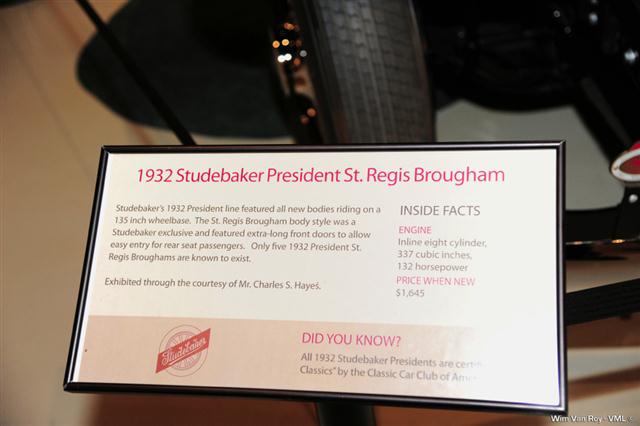 1932 Studebaker President St. Regis Brougham
Studebaker's 1932 President line featured all new bodies riding on a
135 inch wheelbase. The St. Regis Brougham body style was a
Studebaker exclusive and featured extra-long front doors to allow
easy entry for rear seat passengers. Only five 1932 President St.
Regis Broughams are known to exist.
Exhibited through the courtesy of Mr. Charles S. Hayes.
INSIDE FACTS
ENGINE
Inline eight cylinder,
337 cubic inches,
132 horsepower
PRICE WHEN NEW
$1,645
Studebaker
DID YOU KNOW?
All 1932 Studebaker Presidents are
Classics" by the Classic Car Club of
Wim Van Roy - VML ©